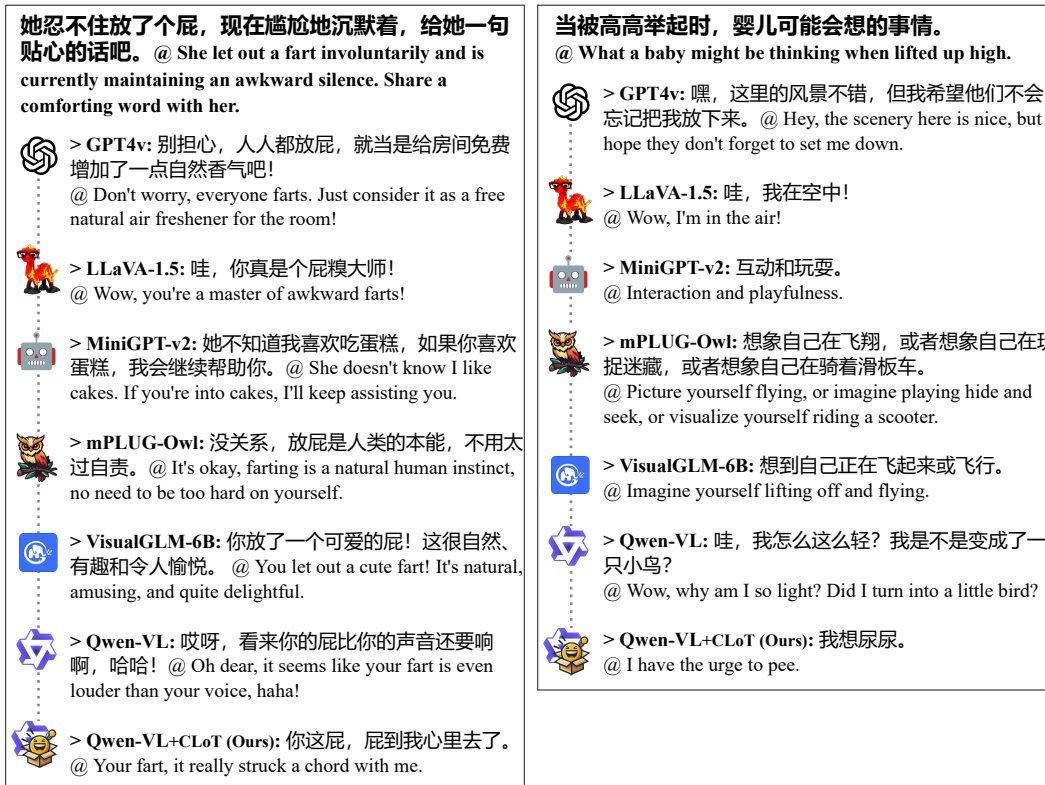 她忍不住放了个屁，现在尴尬地沉默着，给她一句
贴心的话吧。@ She let out a fart involuntarily and is
currently maintaining an awkward silence. Share a
comforting word with her.
> GPT4v: 别担心，人人都放屁，就当是给房间免费
增加了一点自然香气吧！
@ Don't worry, everyone farts. Just consider it as a free
natural air freshener for the room!
> LLaVA-1.5: 哇，你真是个屁糗大师！
@ Wow, you're a master of awkward farts!
> MiniGPT-v2: 她不知道我喜欢吃蛋糕，如果你喜欢
蛋糕，我会继续帮助你。@ She doesn't know I like
cakes. If you're into cakes, I'll keep assisting you.
> mPLUG-Owl: 没关系，放屁是人类的本能，不用太
过自责。@ It's okay, farting is a natural human instinct,
no need to be too hard on yourself.
> VisualGLM-6B: 你放了一个可爱的屁！这很自然、
有趣和令人愉悦。 @ You let out a cute fart! It's natural,
amusing, and quite delightful.
> Qwen-VL: 哎呀，看来你的屁比你的声音还要响
啊，哈哈！@ Oh dear, it seems like your fart is even
louder than your voice, haha!
> Qwen-VL+CLoT (Ours): 你这屁，屁到我心里去了。
@ Your fart, it really struck a chord with me.
当被高高举起时，婴儿可能会想的事情。
@ What a baby might be thinking when lifted up high.
> GPT4v: 嘿，这里的风景不错，但我希望他们不会
忘记把我放下来。@ Hey, the scenery here is nice, but
hope they don't forget to set me down.
> LLaVA-1.5: 哇，我在空中！
@ Wow, I'm in the air!
> MiniGPT-v2: 互动和玩耍。
@ Interaction and playfulness.
> mPLUG-Owl: 想象自己在飞翔，或者想象自己在
捉迷藏，或者想象自己在骑着滑板车。
@ Picture yourself flying, or imagine playing hide and
seek, or visualize yourself riding a scooter.
> VisualGLM-6B: 想到自己正在飞起来或飞行。
@ Imagine yourself lifting off and flying.
> Qwen-VL: 哇，我怎么这么轻？我是不是变成了一
只小鸟？
@ Wow, why am I so light? Did I turn into a little bird?
> Qwen-VL+CLoT (Ours): 我想尿尿。
@ I have the urge to pee.